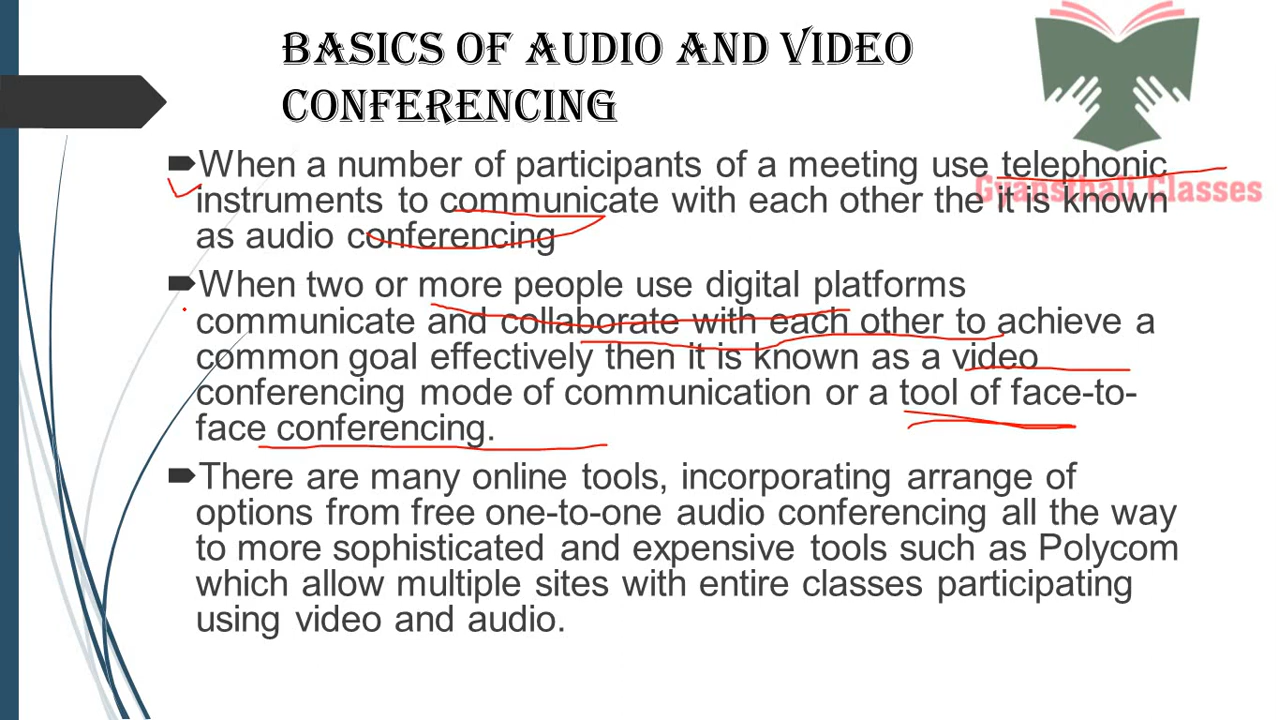 BASICS OF AUDIO AND VIDEO
CONFERENCING
When a number of participants of a meeting use telephonic
instruments to communicate with each other the it is known
as audio conferencing
Gyansthali Classes
When two or more people use digital platforms
communicate and collaborate with each other to achieve a
common goal effectively then it is known as a video
conferencing mode of communication or a tool of face-to-
face conferencing.
There are many online tools, incorporating arrange of
options from free one-to-one audio conferencing all the way
to more sophisticated and expensive tools such as Polycom
which allow multiple sites with entire classes participating
using video and audio.